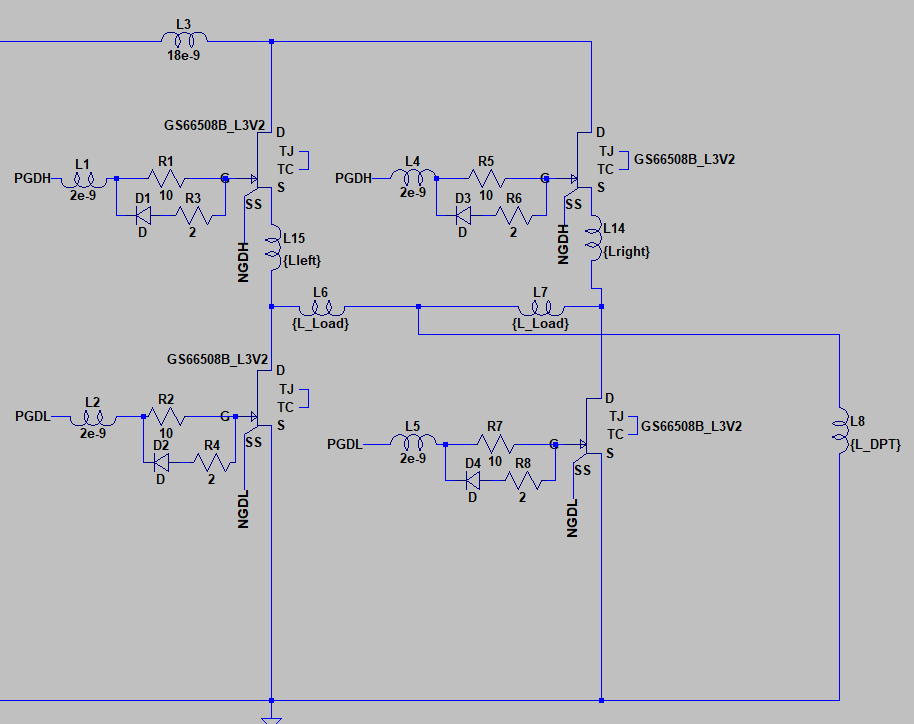 L3
18e-9
GS66508B_L3V2
D
TJ
TC
G
S
SS
PGDH
L1
2e-9
R1
10
D1
D
R3
2
NGDH
L15
{Lleft}
PGDH
L4
2e-9
R5
10
D3
D
R6
2
G
D
TJ
TC
GS66508B_L3V2
S
SS
NGDH
L14
{Lright}
L6
{L_Load}
L7
{L_Load}
GS66508B_L3V2
D
TJ
TC
G
S
SS
PGDL
L2
2e-9
R2
10
D2
D
R4
2
NGDL
PGDL
L5
2e-9
R7
10
D4
D
R8
2
G
D
TJ
TC
GS66508B_L3V2
S
SS
NGDL
L8
{L_DPT}